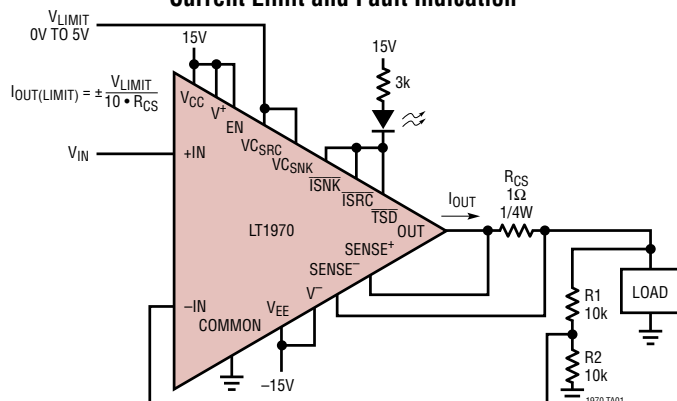 Current Limit and Fault Indication
VLIMIT
0V TO 5V
15V
15V
3k
IOUT(LIMIT) = ± VLIMIT
10 • RCS
VCC
V+
EN
VCSRC
VCSNK
ISNK
ISRC
TSD
VIN
+IN
RCS
1Ω
1/4W
IOUT
OUT
LT1970
SENSE+
SENSE–
LOAD
R1
10k
–IN
VEE
V–
COMMON
R2
10k
–15V
1970 TA01